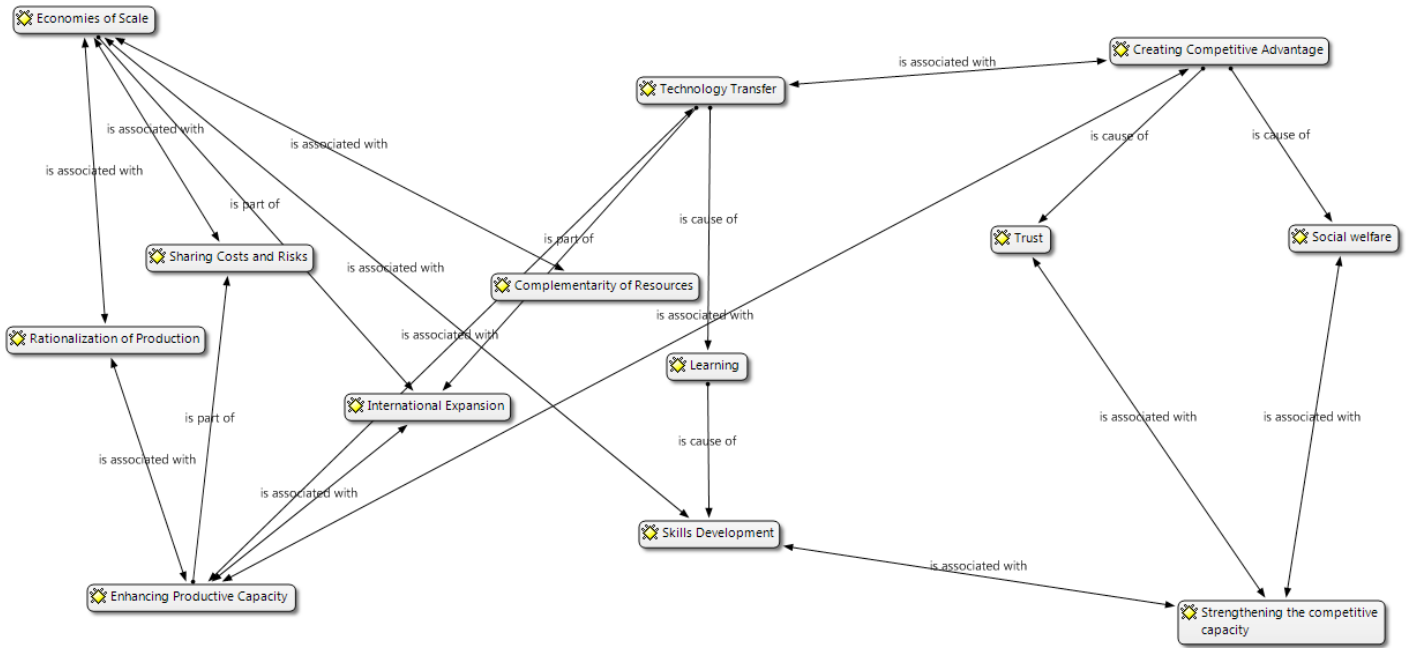 Economies of Scale
Creating Competitive Advantage
is associated with
Technology Transfer
is associated with
is cause of
is cause of
is associated with
is associated with
is part of
is cause of
Trust
Social welfare
Sharing Costs and Risks
is part of
is associated with
Complementarity of Resources
is associated with
Rationalization of Production
is associated with
Learning
International Expansion
is part of
is associated with
is associated with
is cause of
is associated with
is associated with
Skills Development
is associated with
Enhancing Productive Capacity
Strengthening the competitive
capacity